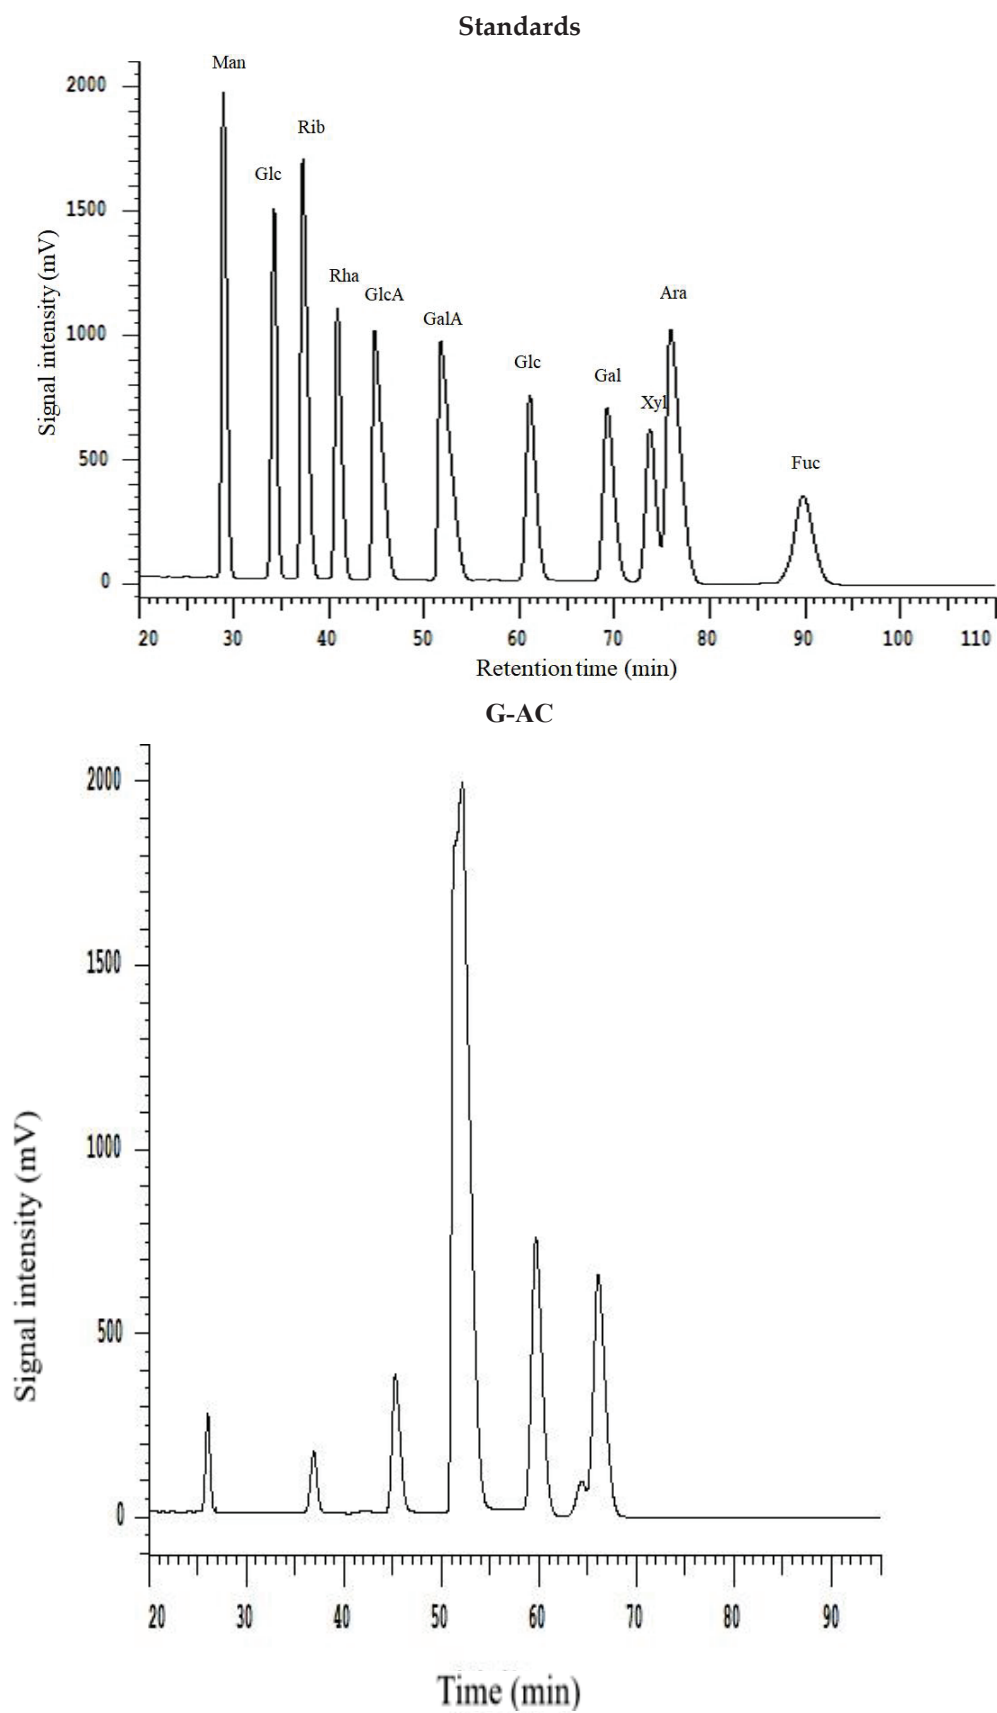 Standards
Man
2000
Rib
Glc
1500
Rha
GlcA
Ara
GalA
1000
Glc
Gal
Xyl
500
Fuc
0
Signal intensity (mV)
20 30 40 50 60 70 80 90 100 110
Retention time (min)
G-AC
2000
1500
1000
500
0
Signal intensity (mV)
20 30 40 50 60 70 80 90
Time (min)